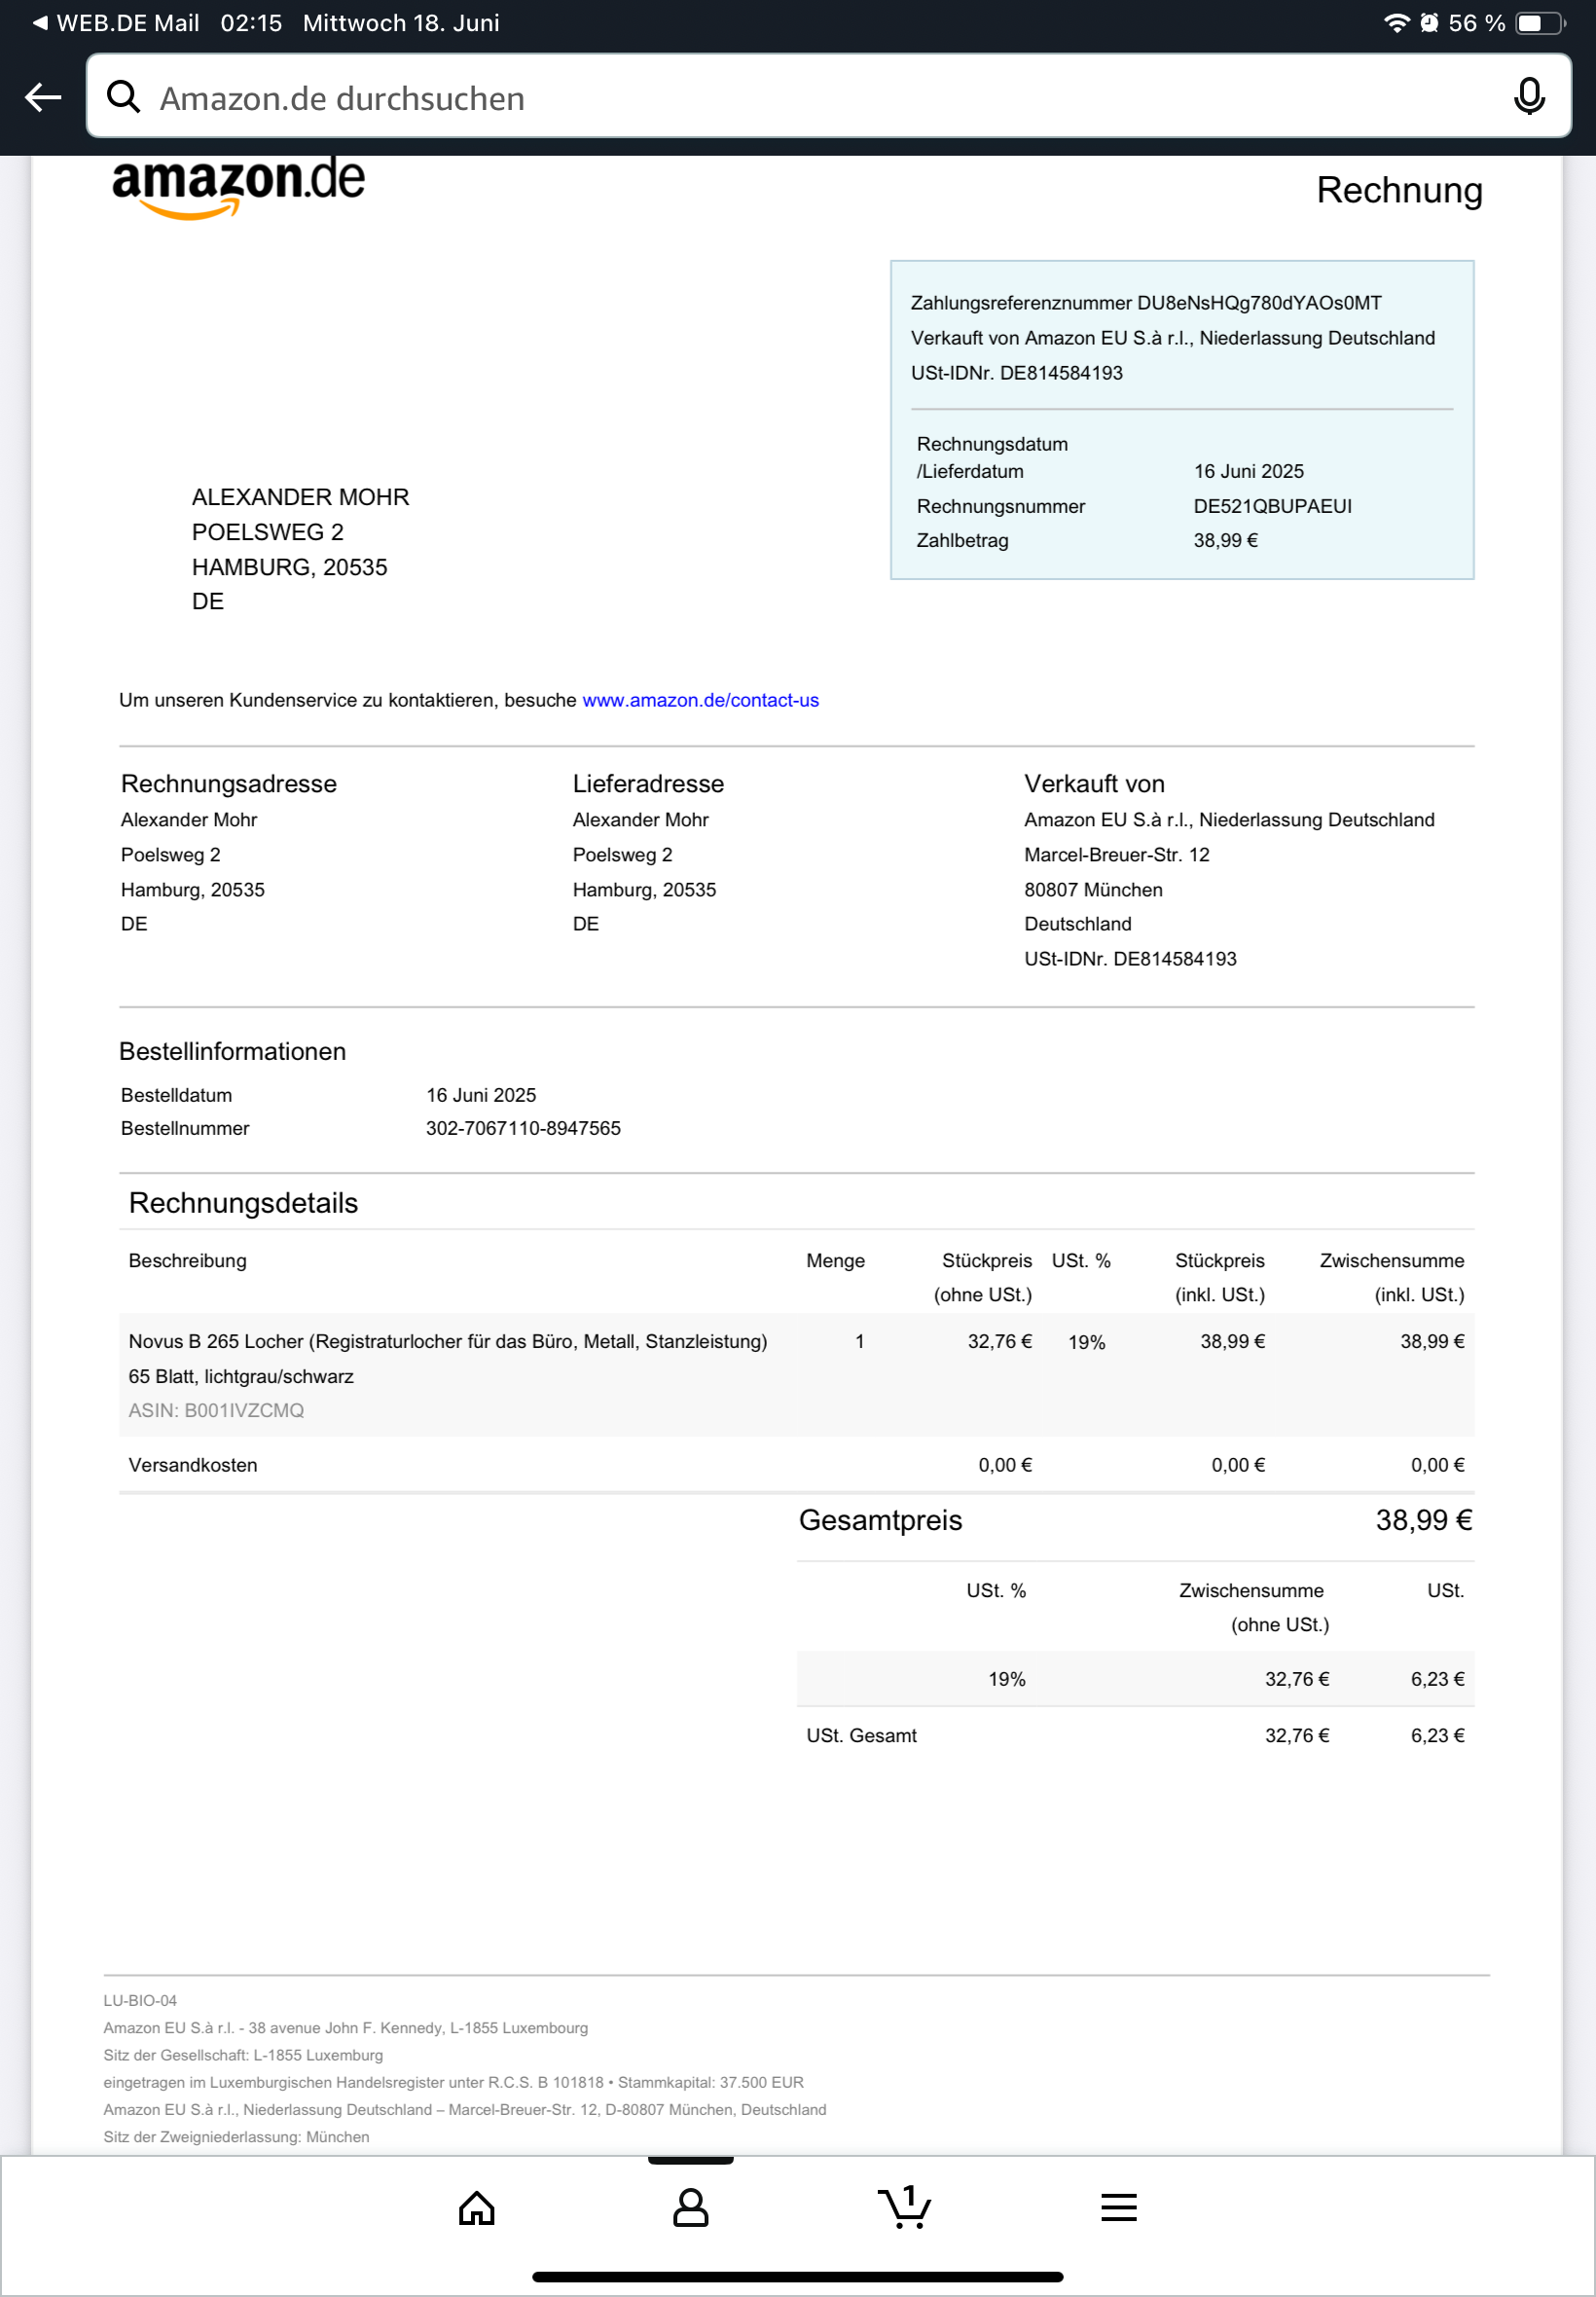 ◀ WEB.DE Mail 02:15 Mittwoch 18. Juni 56 %
Amazon.de durchsuchen
amazon.de
Rechnung
Zahlungsreferenznummer DU8eNsHQg780dYAOs0MT
Verkauft von Amazon EU S.à r.l., Niederlassung Deutschland
USt-IDNr. DE814584193
Rechnungsdatum
/Lieferdatum 16 Juni 2025
Rechnungsnummer DE521QBUPAEUI
Zahlbetrag 38,99 €
ALEXANDER MOHR
POELSWEG 2
HAMBURG, 20535
DE
Um unseren Kundenservice zu kontaktieren, besuche www.amazon.de/contact-us
Rechnungsadresse Lieferadresse Verkauft von
Alexander Mohr Alexander Mohr Amazon EU S.à r.l., Niederlassung Deutschland
Poelsweg 2 Poelsweg 2 Marcel-Breuer-Str. 12
Hamburg, 20535 Hamburg, 20535 80807 München
DE DE Deutschland
USt-IDNr. DE814584193
Bestellinformationen
Bestelldatum 16 Juni 2025
Bestellnummer 302-7067110-8947565
Rechnungsdetails
Beschreibung Menge Stückpreis USt. % Stückpreis Zwischensumme
(ohne USt.) (inkl. USt.) (inkl. USt.)
Novus B 265 Locher (Registraturlocher für das Büro, Metall, Stanzleistung) 1 32,76 € 19% 38,99 € 38,99 €
65 Blatt, lichtgrau/schwarz
ASIN: B001IVZCMQ
Versandkosten 0,00 € 0,00 € 0,00 €
Gesamtpreis 38,99 €
USt. % Zwischensumme USt.
(ohne USt.)
19% 32,76 € 6,23 €
USt. Gesamt 32,76 € 6,23 €
LU-BIO-04
Amazon EU S.à r.l. - 38 avenue John F. Kennedy, L-1855 Luxembourg
Sitz der Gesellschaft: L-1855 Luxemburg
eingetragen im Luxemburgischen Handelsregister unter R.C.S. B 101818 • Stammkapital: 37.500 EUR
Amazon EU S.à r.l., Niederlassung Deutschland – Marcel-Breuer-Str. 12, D-80807 München, Deutschland
Sitz der Zweigniederlassung: München
1